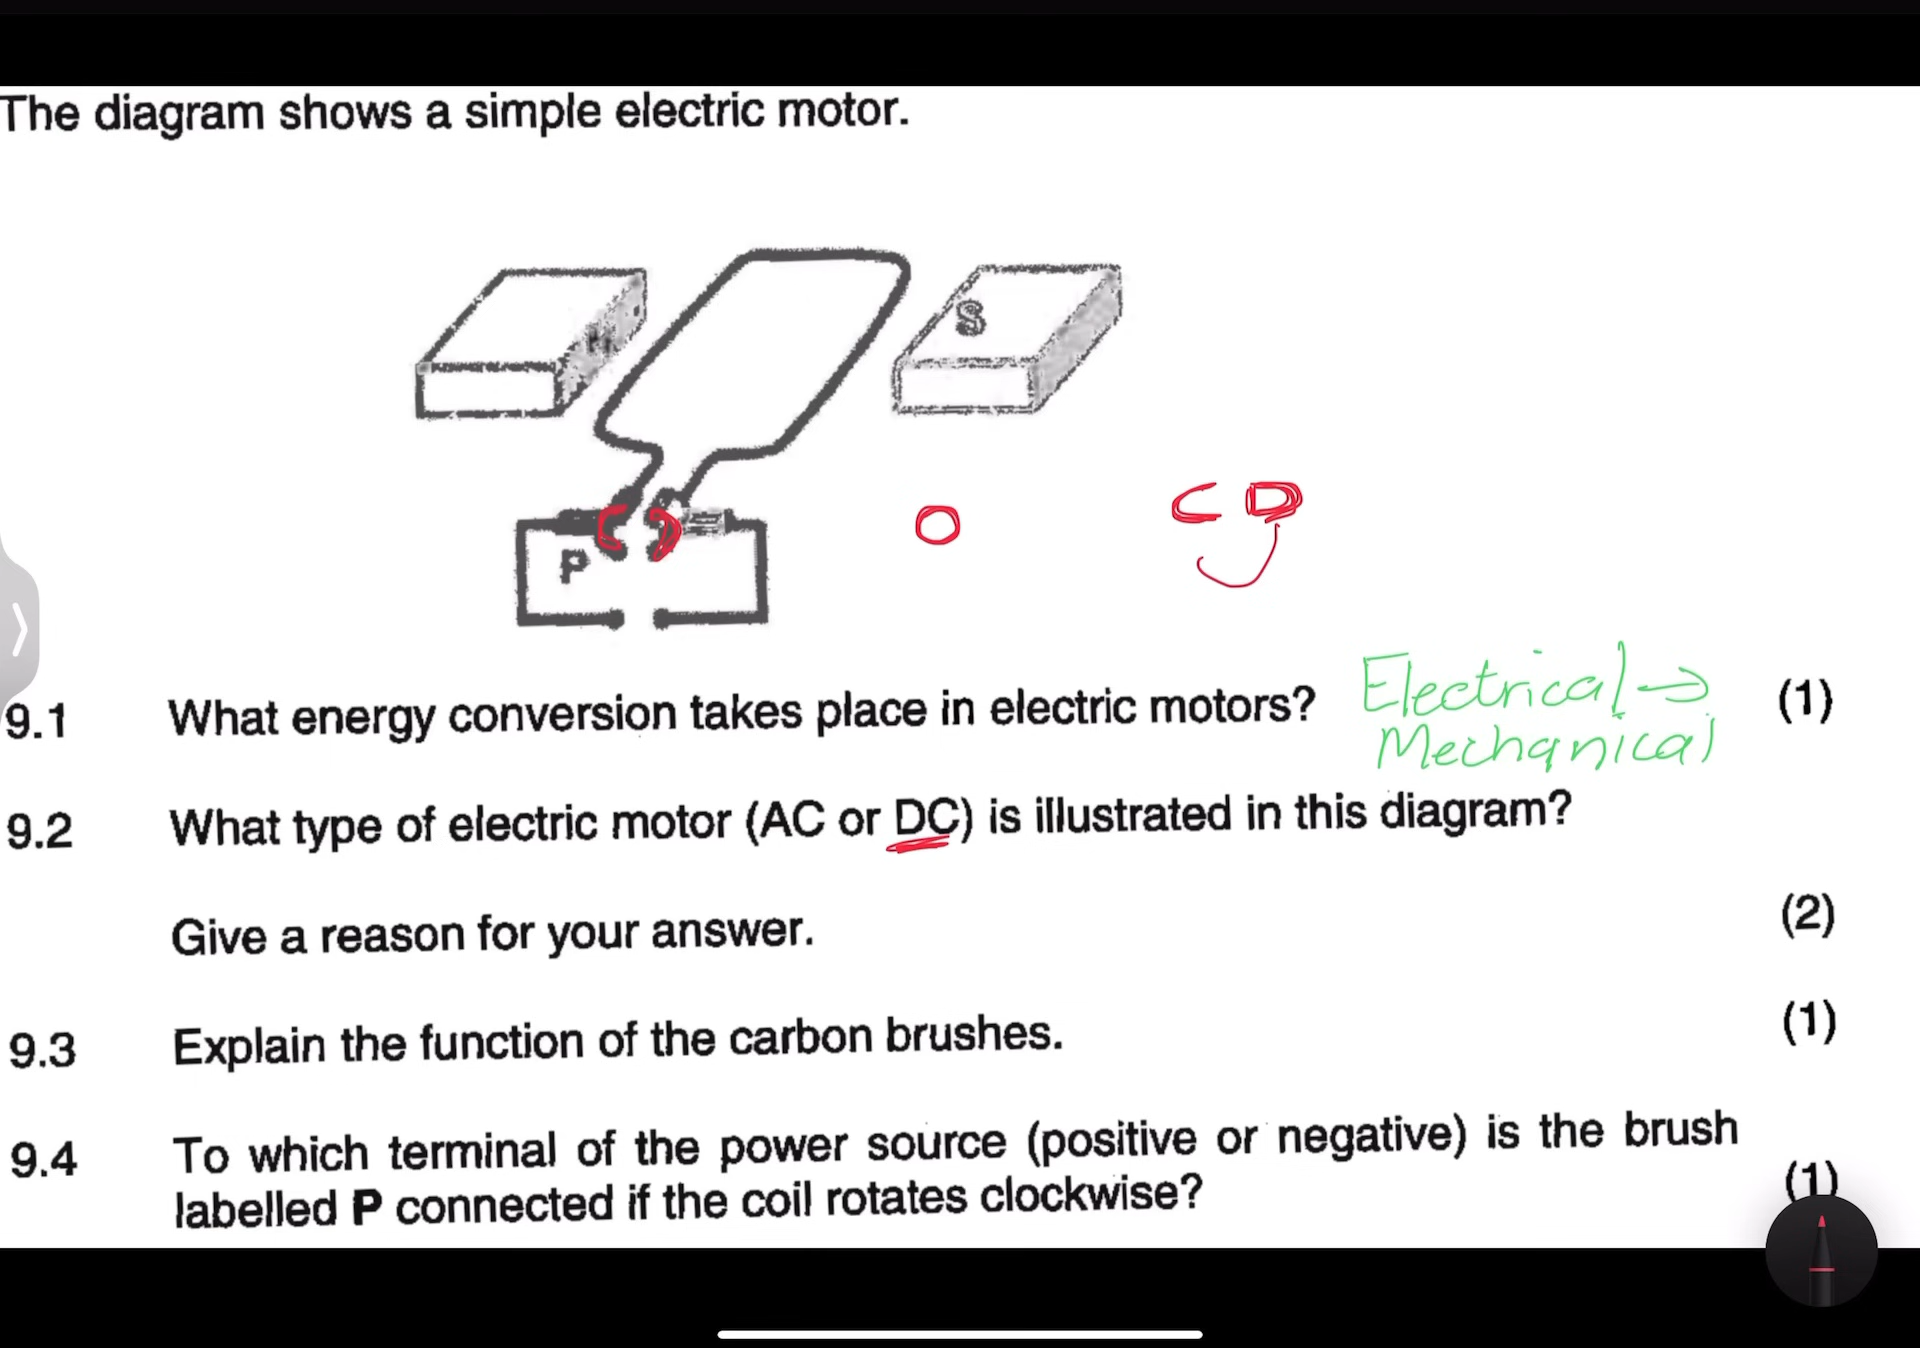 The diagram shows a simple electric motor.
N
S
P
9.1 What energy conversion takes place in electric motors? Electrical → (1)
Mechanical
9.2 What type of electric motor (AC or DC) is illustrated in this diagram?
Give a reason for your answer. (2)
9.3 Explain the function of the carbon brushes. (1)
9.4 To which terminal of the power source (positive or negative) is the brush
labelled P connected if the coil rotates clockwise? (1)